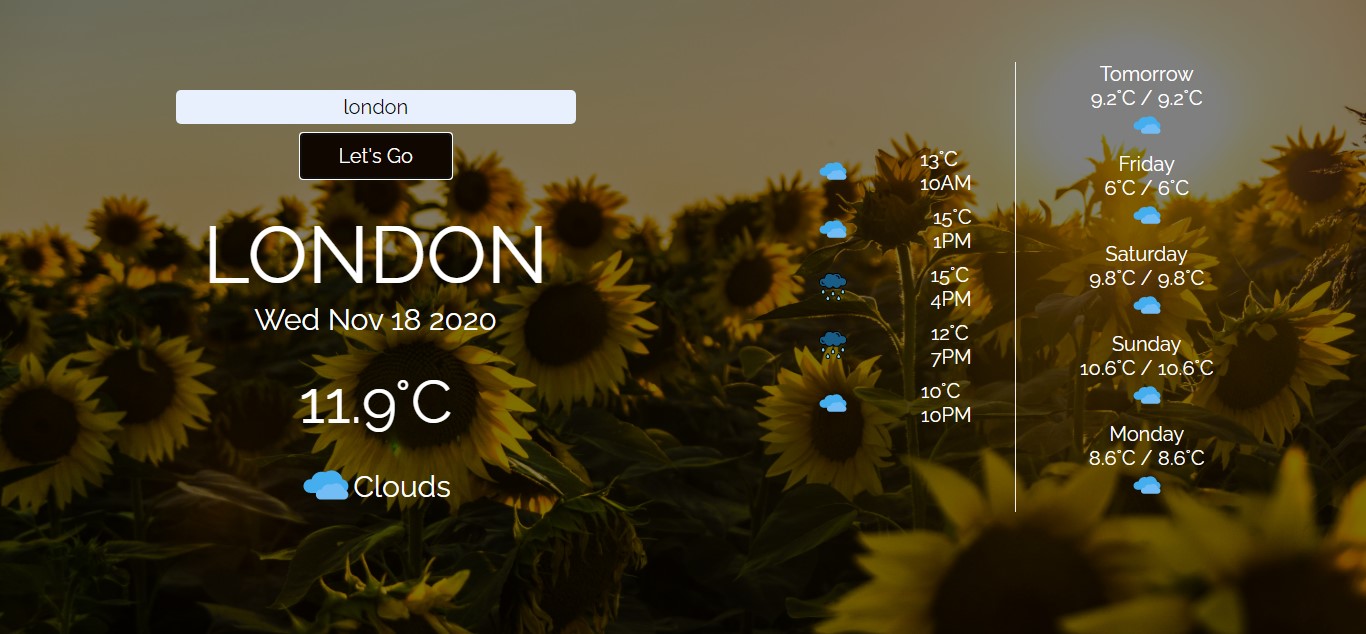 london
Let's Go
LONDON
Wed Nov 18 2020
11.9°C
Clouds
13°C
10AM
15°C
1PM
15°C
4PM
12°C
7PM
10°C
10PM
Tomorrow
9.2°C / 9.2°C
Friday
6°C / 6°C
Saturday
9.8°C / 9.8°C
Sunday
10.6°C / 10.6°C
Monday
8.6°C / 8.6°C